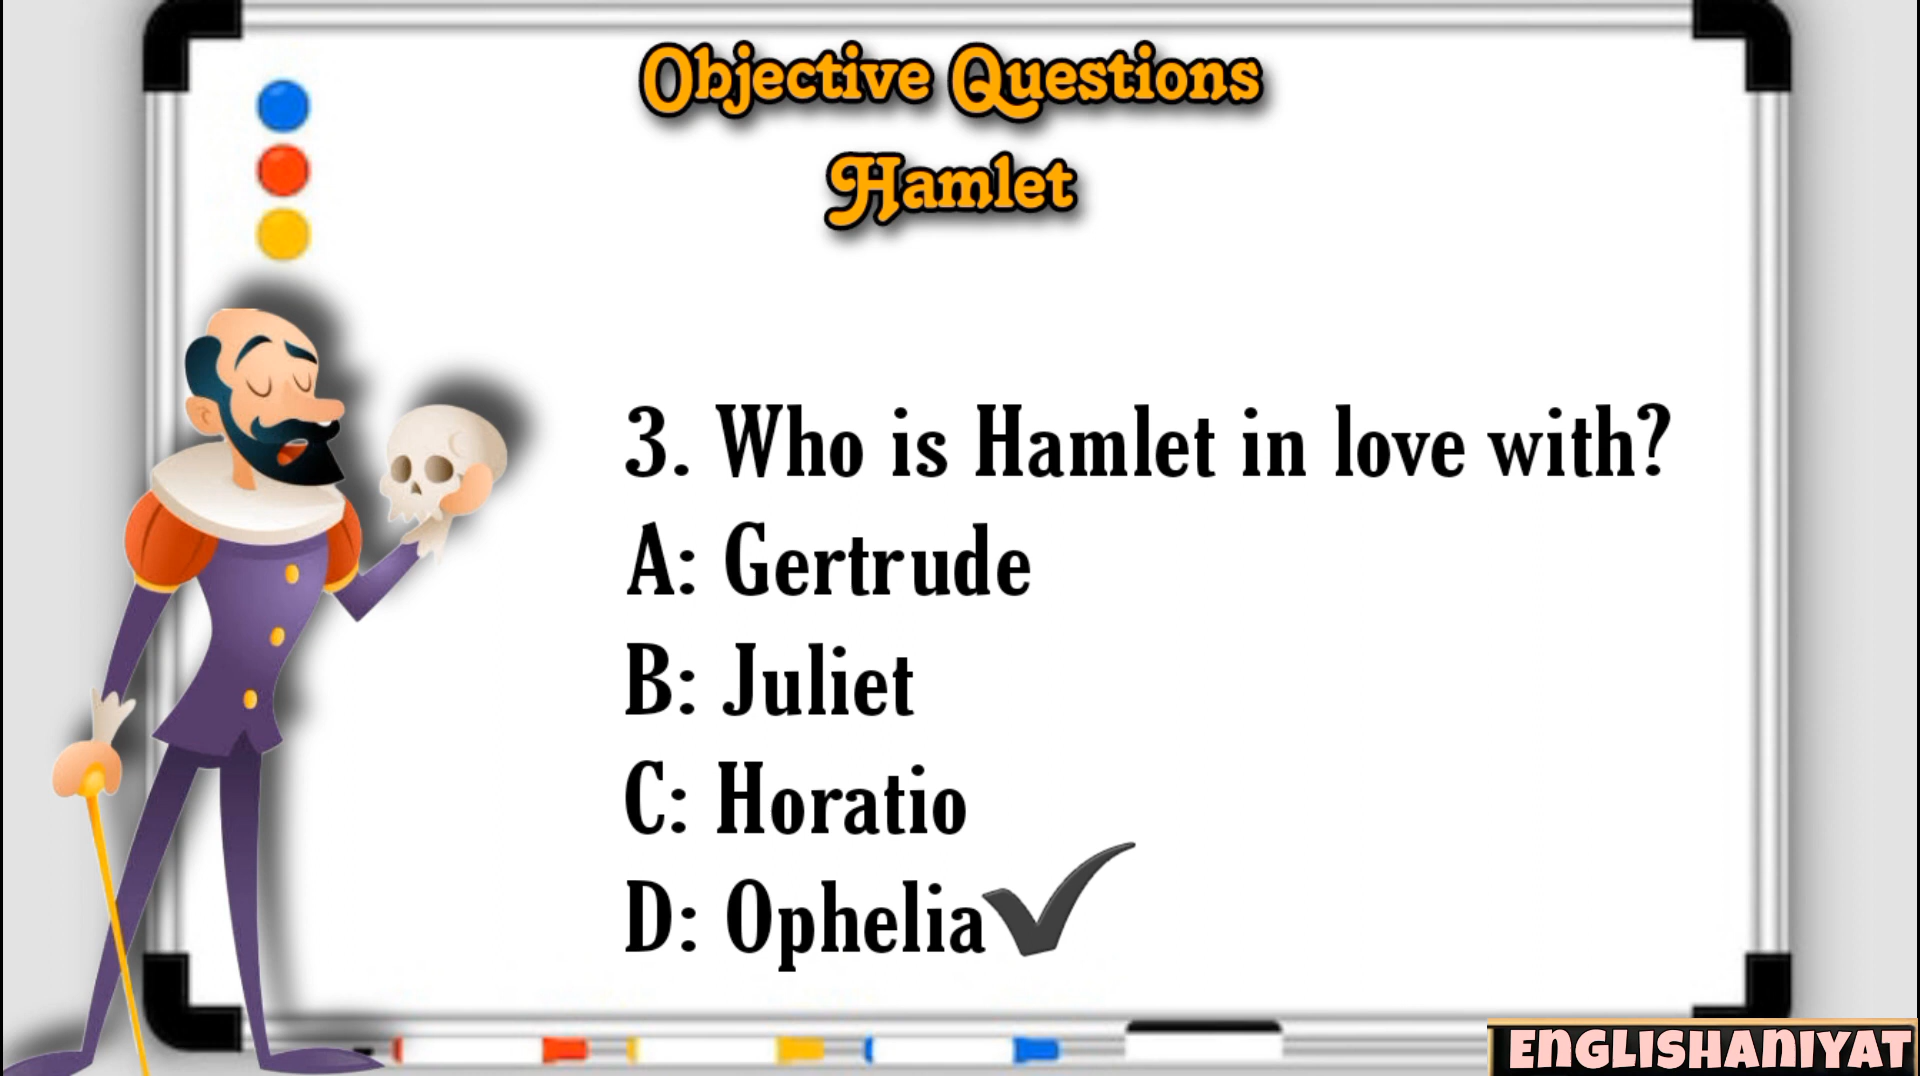 Objective Questions
Hamlet
3. Who is Hamlet in love with?
A: Gertrude
B: Juliet
C: Horatio
D: Ophelia
ENGLISHANIYAT